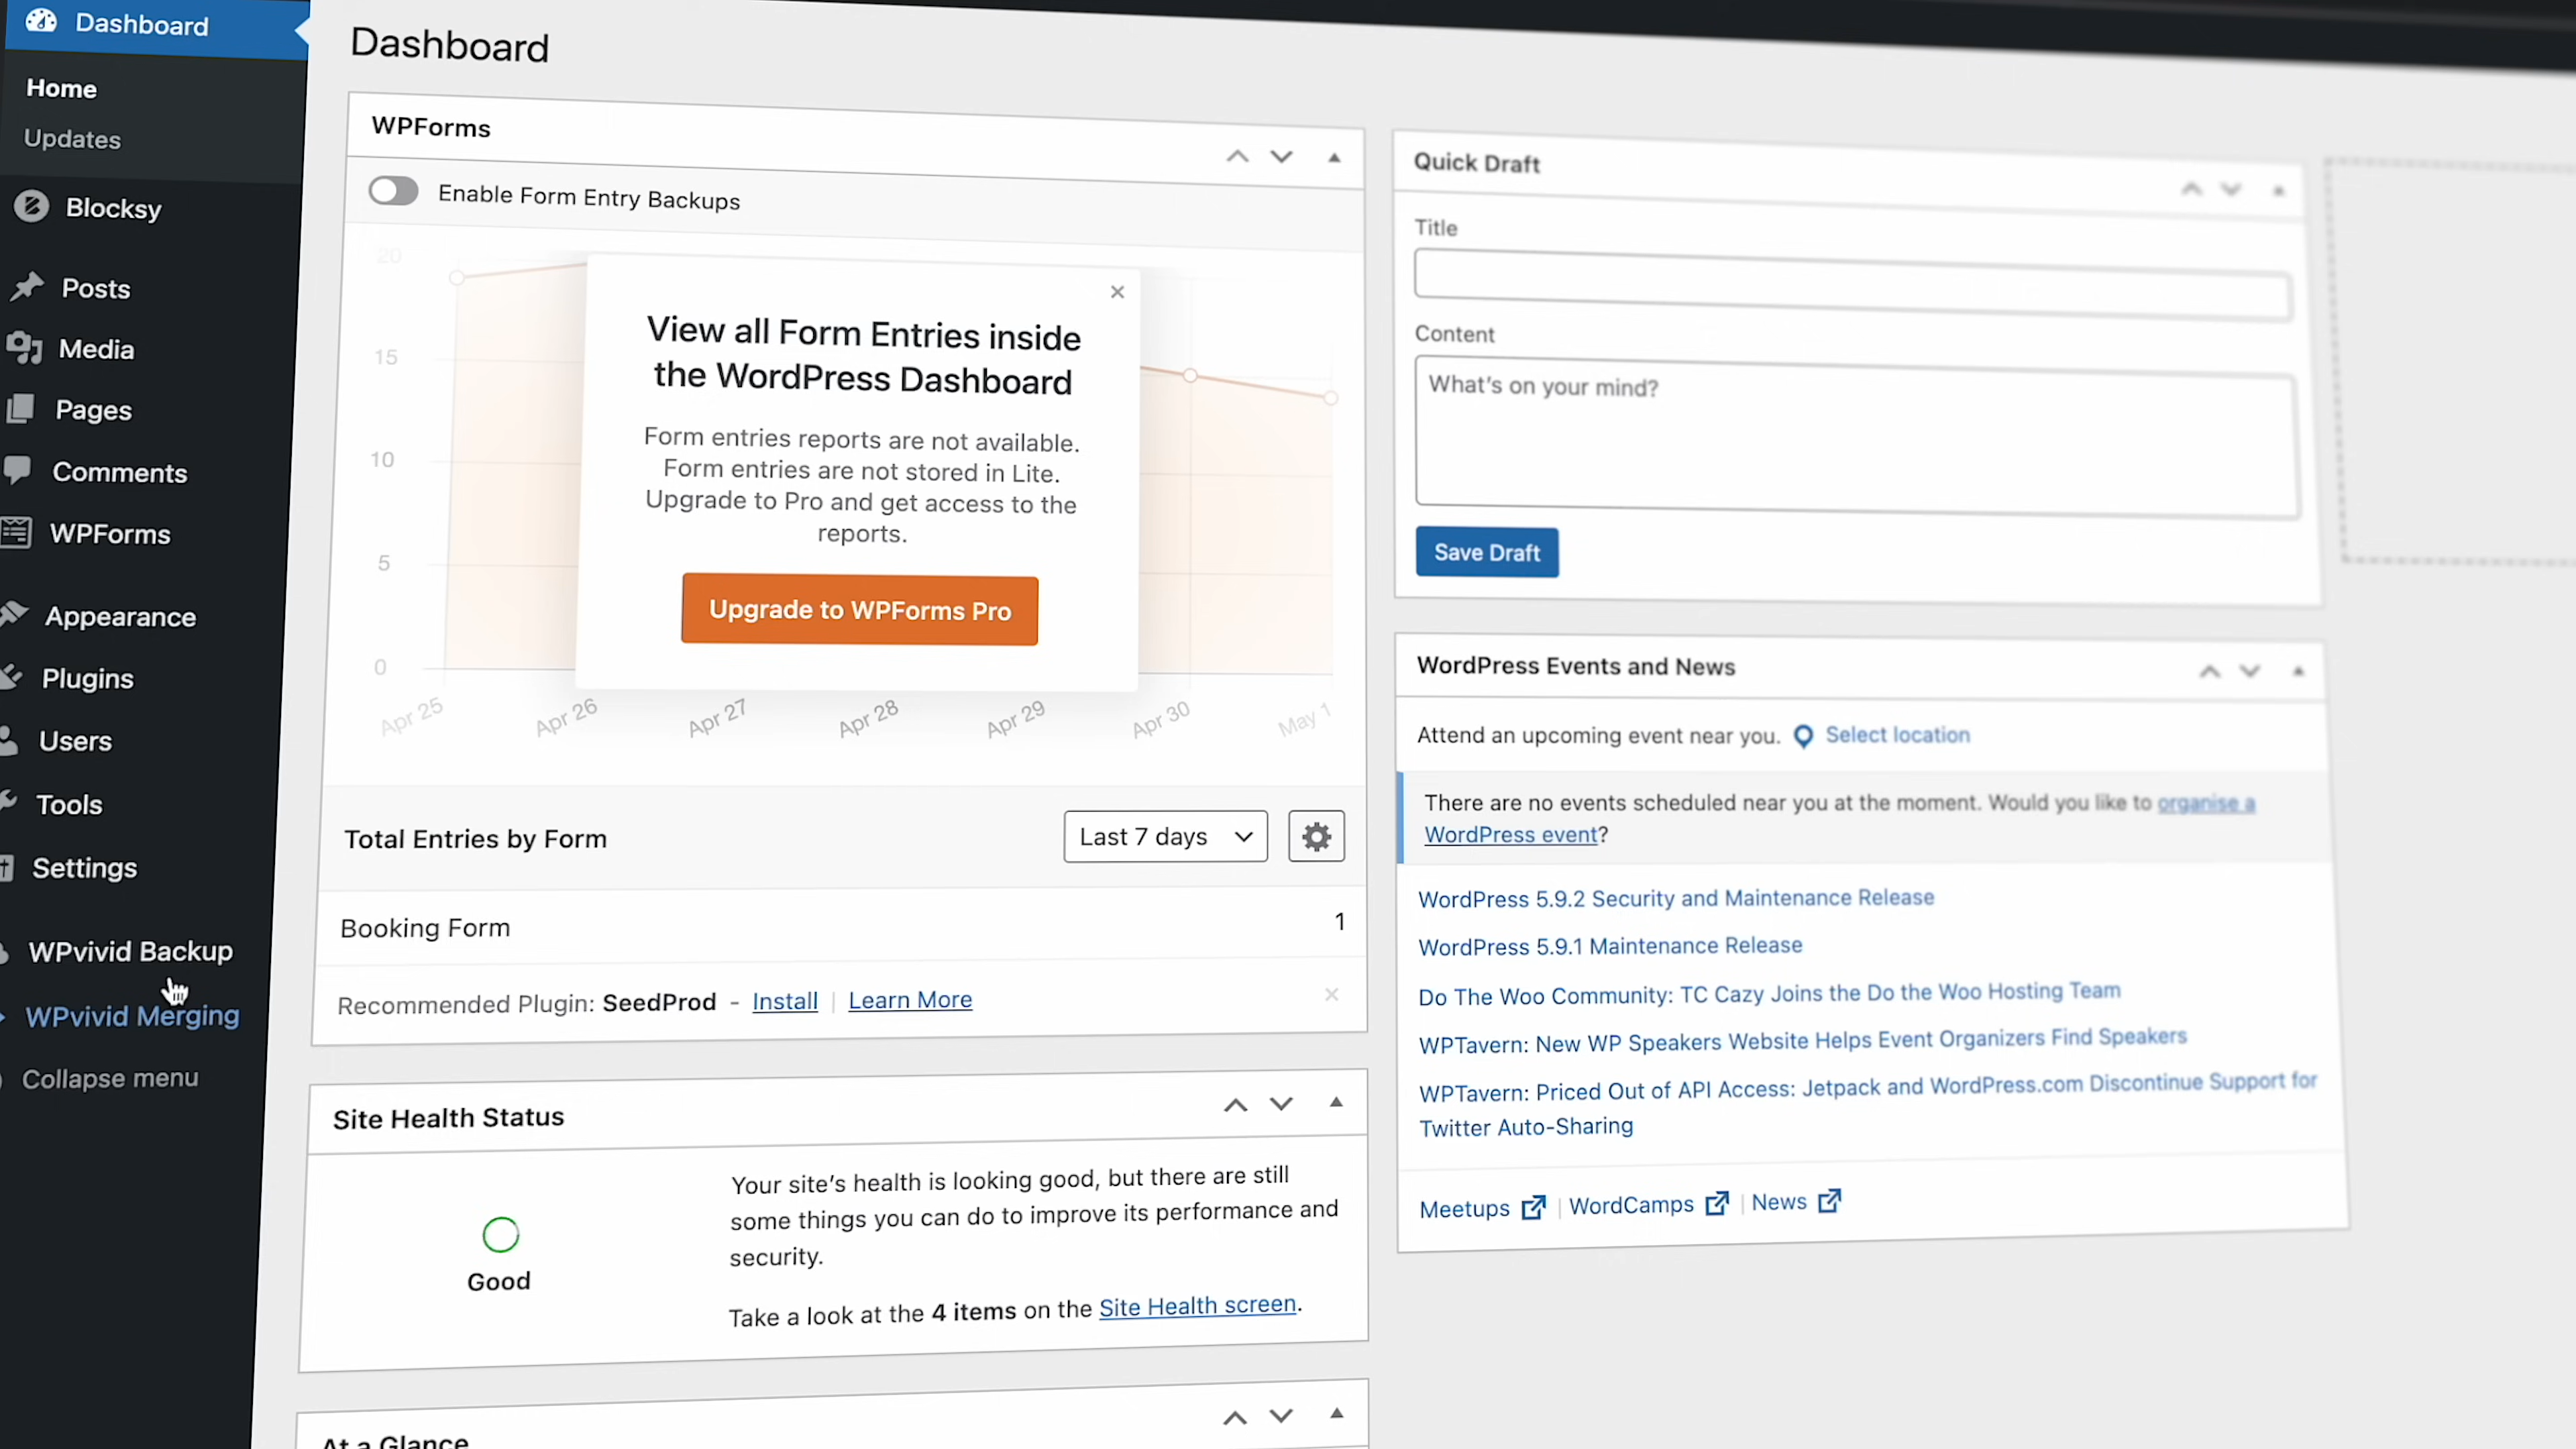 Dashboard
Home
Updates
Blocksy
Posts
Media
Pages
Comments
WPForms
Appearance
Plugins
Users
Tools
Settings
WPvivid Backup
WPvivid Merging
Collapse menu
Dashboard
WPForms
Enable Form Entry Backups
20
15
10
5
0
View all Form Entries inside
the WordPress Dashboard
Form entries reports are not available.
Form entries are not stored in Lite.
Upgrade to Pro and get access to the
reports.
Upgrade to WPForms Pro
Apr 25
Apr 26
Apr 27
Apr 28
Apr 29
Apr 30
May 1
Total Entries by Form
Last 7 days
Booking Form 1
Recommended Plugin: SeedProd - Install | Learn More
Site Health Status
Good
Your site's health is looking good, but there are still
some things you can do to improve its performance and
security.
Take a look at the 4 items on the Site Health screen.
At a Glance
Quick Draft
Title
Content
What's on your mind?
Save Draft
WordPress Events and News
Attend an upcoming event near you. Select location
There are no events scheduled near you at the moment. Would you like to organise a
WordPress event?
WordPress 5.9.2 Security and Maintenance Release
WordPress 5.9.1 Maintenance Release
Do The Woo Community: TC Cazy Joins the Do the Woo Hosting Team
WPTavern: New WP Speakers Website Helps Event Organizers Find Speakers
WPTavern: Priced Out of API Access: Jetpack and WordPress.com Discontinue Support for
Twitter Auto-Sharing
Meetups | WordCamps | News